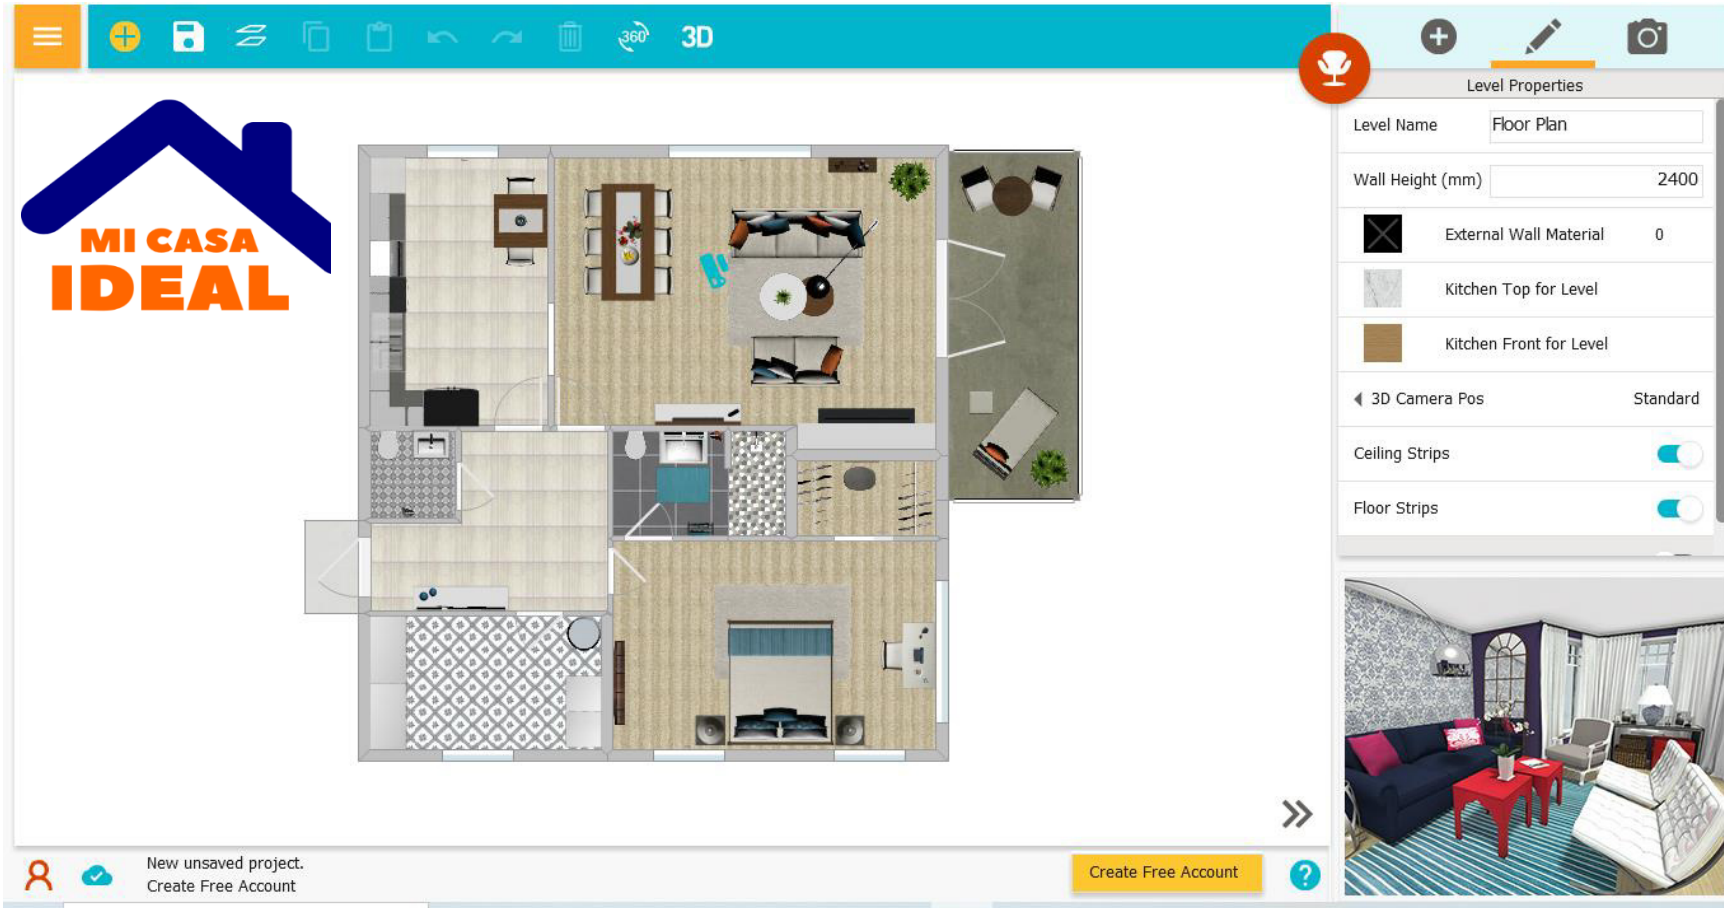 360°
3D
Level Properties
Level Name
Floor Plan
Wall Height (mm)
2400
External Wall Material
0
Kitchen Top for Level
Kitchen Front for Level
3D Camera Pos
Standard
Ceiling Strips
Floor Strips
MI CASA
IDEAL
New unsaved project.
Create Free Account
Create Free Account
?